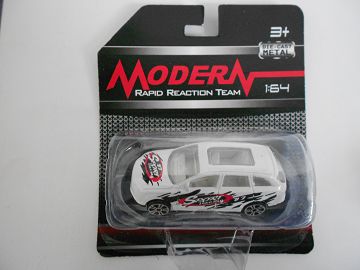 3+
DIE-CAST
METAL
MODERN
RAPID REACTION TEAM
1:64